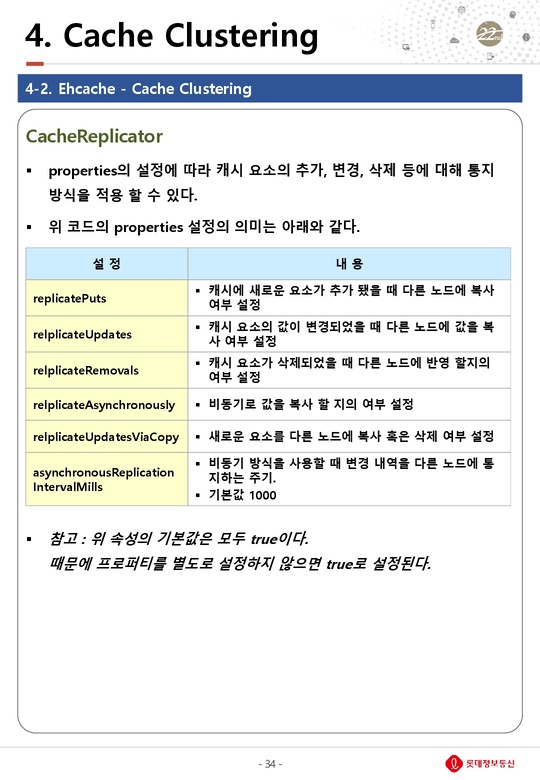 4. Cache Clustering
22nd
4-2. Ehcache - Cache Clustering
CacheReplicator
▪ properties의 설정에 따라 캐시 요소의 추가, 변경, 삭제 등에 대해 통지
방식을 적용 할 수 있다.
▪ 위 코드의 properties 설정의 의미는 아래와 같다.
설 정 내 용
replicatePuts ▪ 캐시에 새로운 요소가 추가 됐을 때 다른 노드에 복사
여부 설정
relplicateUpdates ▪ 캐시 요소의 값이 변경되었을 때 다른 노드에 값을 복
사 여부 설정
relplicateRemovals ▪ 캐시 요소가 삭제되었을 때 다른 노드에 반영 할지의
여부 설정
relplicateAsynchronously ▪ 비동기로 값을 복사 할 지의 여부 설정
relplicateUpdatesViaCopy ▪ 새로운 요소를 다른 노드에 복사 혹은 삭제 여부 설정
asynchronousReplication
IntervalMills
▪ 비동기 방식을 사용할 때 변경 내역을 다른 노드에 통
지하는 주기.
▪ 기본값 1000
▪ 참고 : 위 속성의 기본값은 모두 true이다.
때문에 프로퍼티를 별도로 설정하지 않으면 true로 설정된다.
- 34 -
롯데정보통신